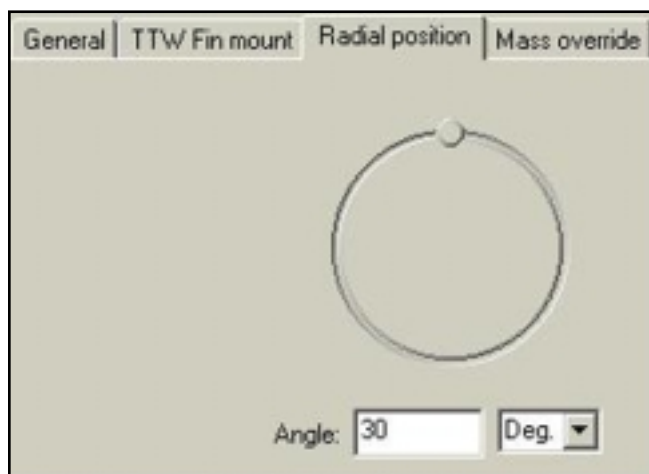 General TTW Fin mount Radial position Mass override
Angle: 30 Deg.